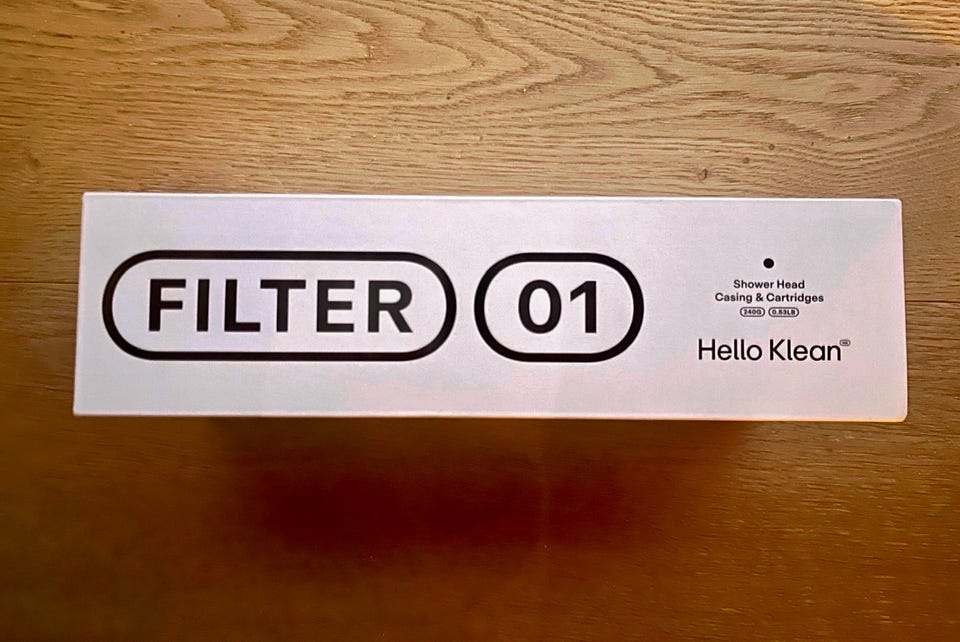 FILTER 01
Shower Head
Casing & Cartridges
240G 0.53LB
Hello Klean